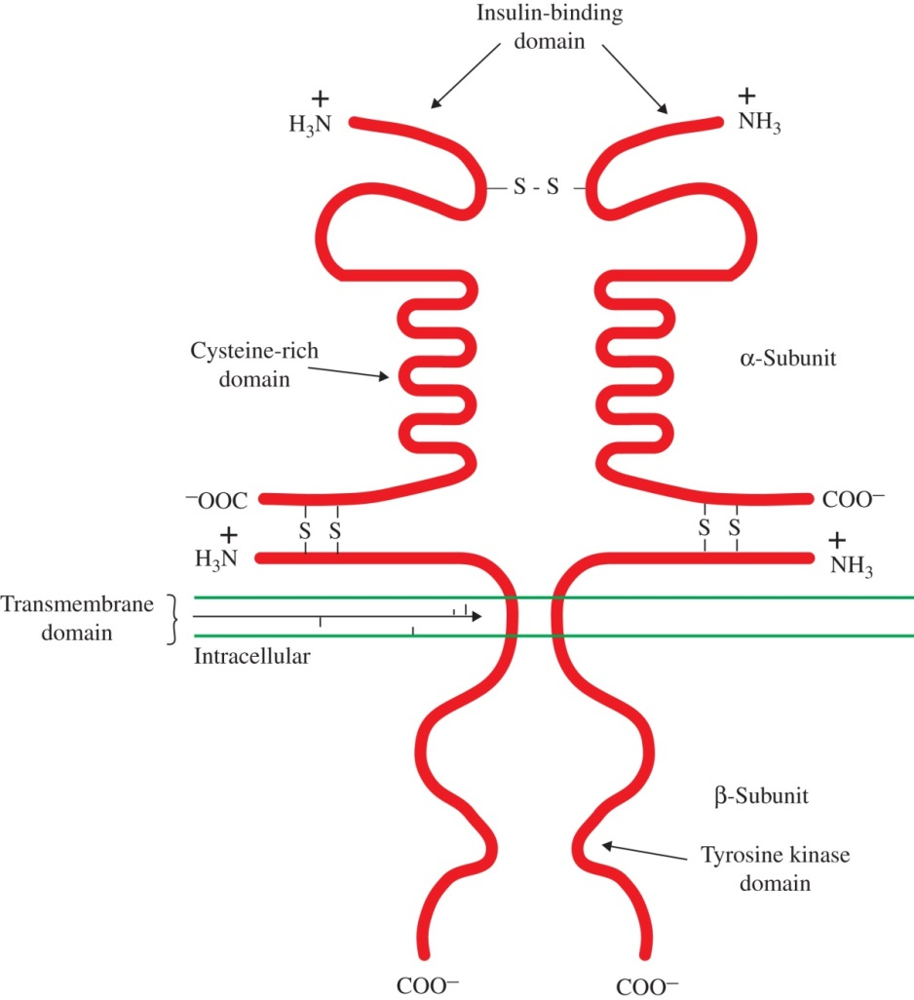 Insulin-binding
domain
+
H₃N
+
NH₃
S - S
Cysteine-rich
domain
α-Subunit
⁻OOC
COO⁻
S S
S S
+
H₃N
+
NH₃
Transmembrane
domain
Intracellular
β-Subunit
Tyrosine kinase
domain
COO⁻
COO⁻